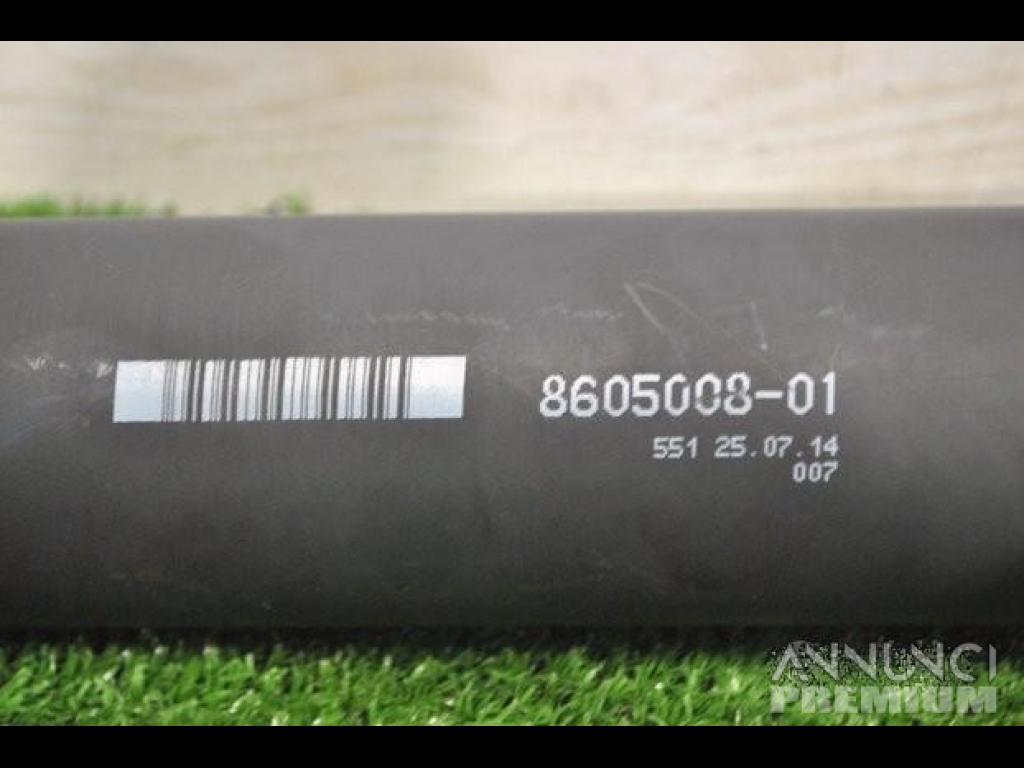 8605008-01
551 25.07.14
007
ANNUNCI
PREMIUM